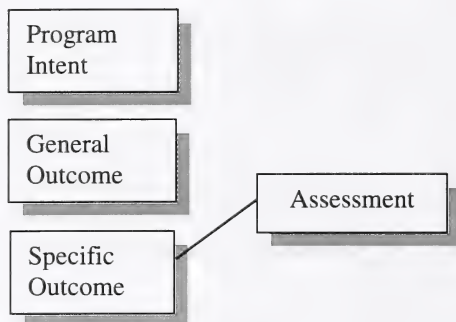 Program
Intent
General
Outcome
Assessment
Specific
Outcome